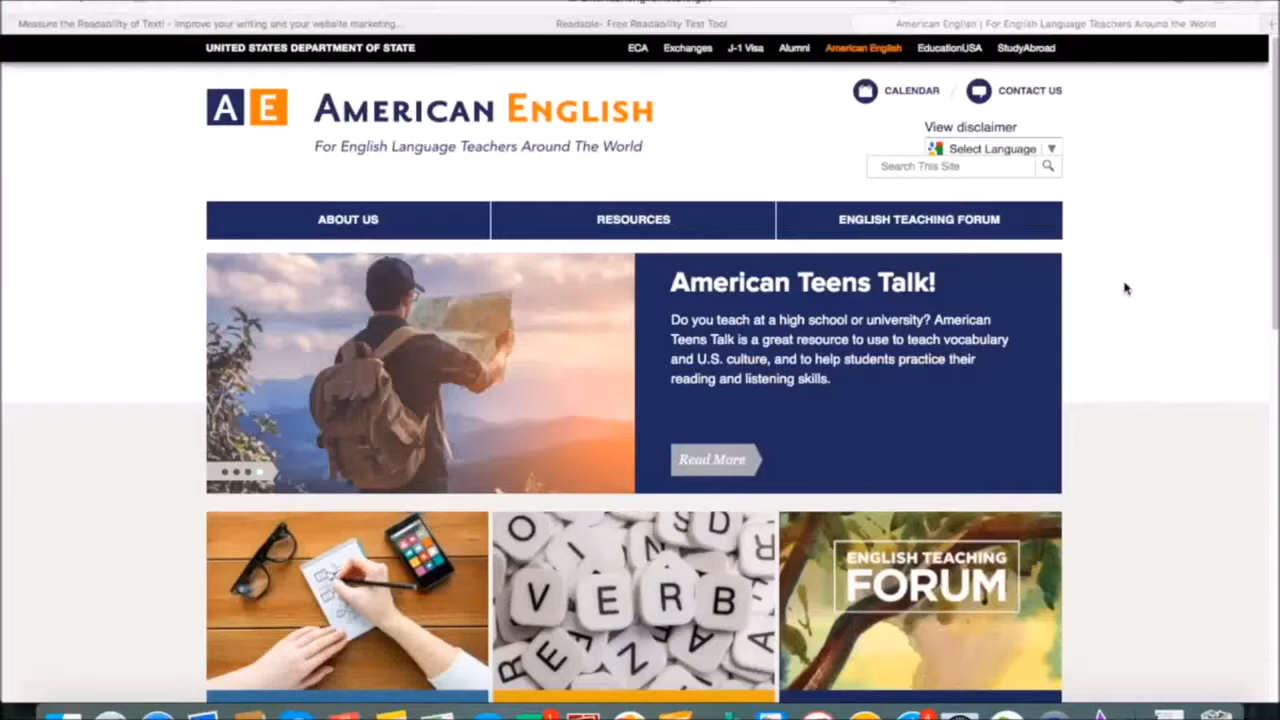 Measure the Readability of Text! - Improve your writing and your website marketing...
Readable- Free Readability Test Tool
American English | For English Language Teachers Around the World
UNITED STATES DEPARTMENT OF STATE
ECA Exchanges J-1 Visa Alumni American English EducationUSA StudyAbroad
CALENDAR / CONTACT US
AE AMERICAN ENGLISH
For English Language Teachers Around The World
View disclaimer
Select Language ▼
Search This Site
ABOUT US
RESOURCES
ENGLISH TEACHING FORUM
American Teens Talk!
Do you teach at a high school or university? American
Teens Talk is a great resource to use to teach vocabulary
and U.S. culture, and to help students practice their
reading and listening skills.
Read More
VERB
ENGLISH TEACHING
FORUM